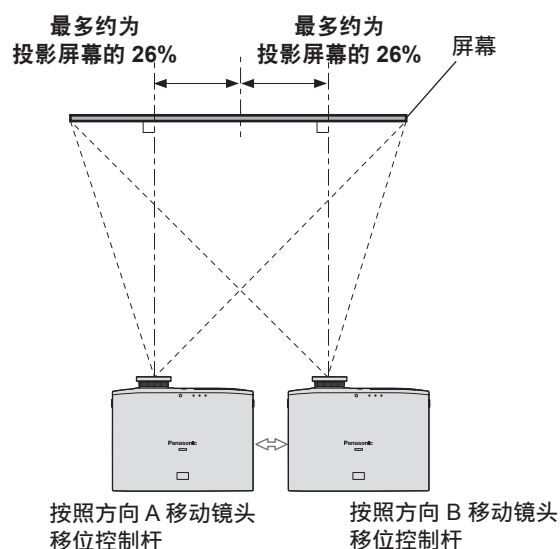 最多约为
投影屏幕的 26%
最多约为
投影屏幕的 26%
屏幕
Panasonic
Panasonic
按照方向 A 移动镜头
移位控制杆
按照方向 B 移动镜头
移位控制杆